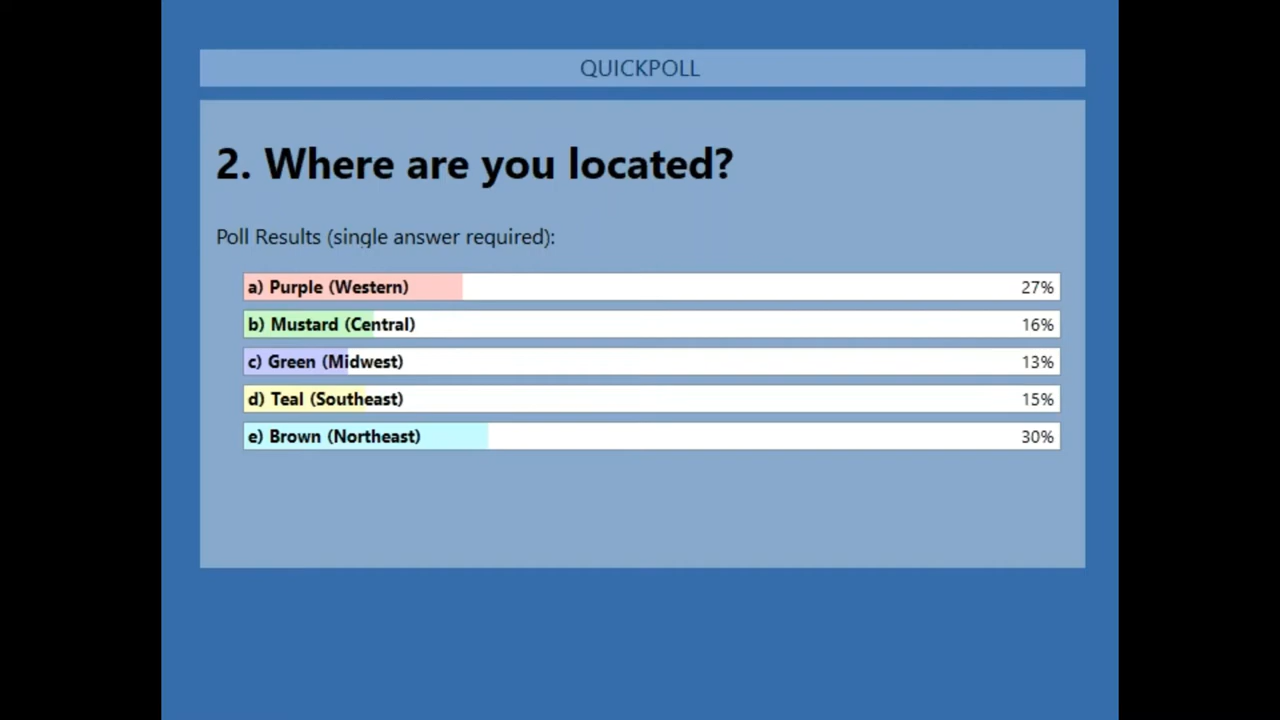 QUICKPOLL
2. Where are you located?
Poll Results (single answer required):
a) Purple (Western) 27%
b) Mustard (Central) 16%
c) Green (Midwest) 13%
d) Teal (Southeast) 15%
e) Brown (Northeast) 30%